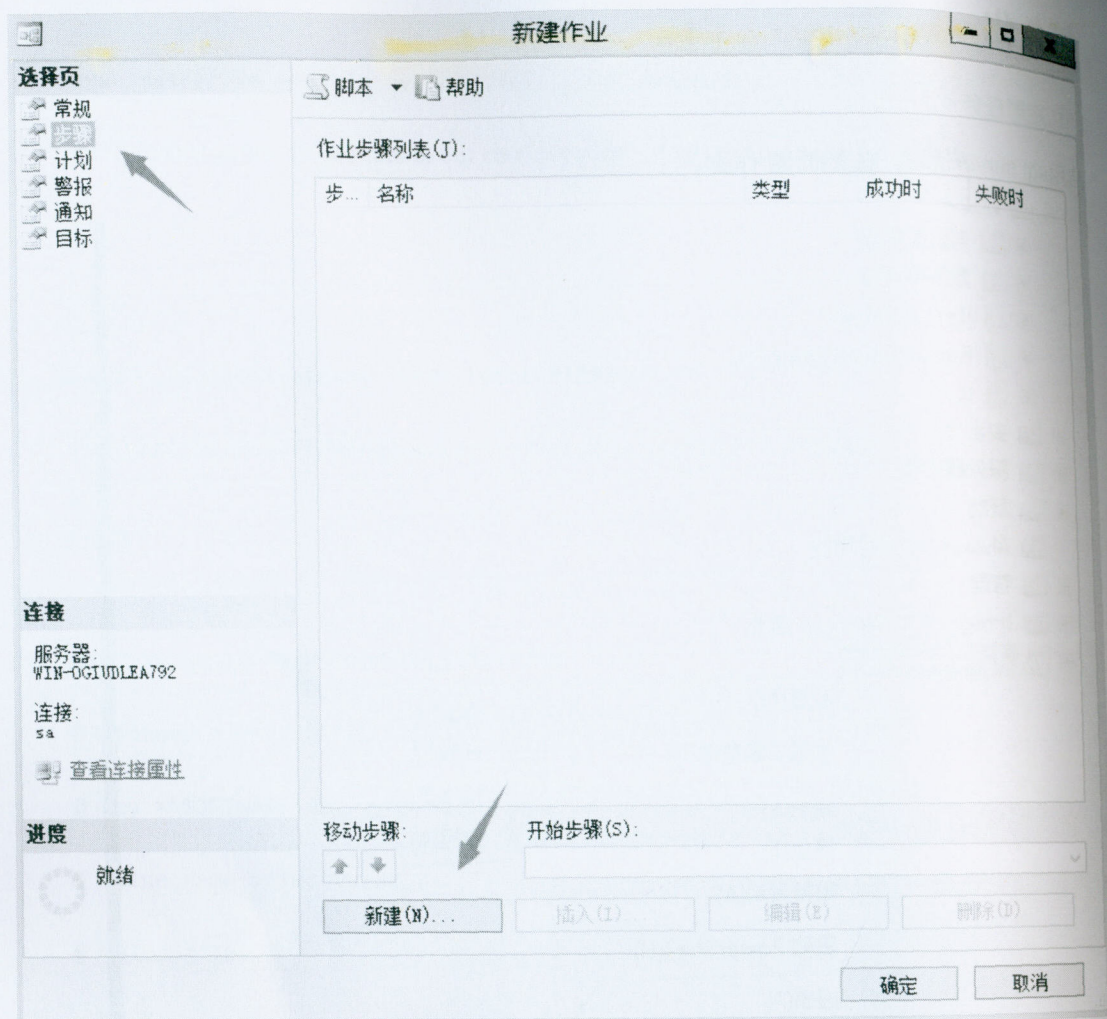 新建作业
选择页
常规
步骤
计划
警报
通知
目标
脚本 帮助
作业步骤列表(J):
步... 名称 类型 成功时 失败时
连接
服务器:
WIN-OGIUDLEA792
连接:
sa
查看连接属性
进度
就绪
移动步骤:
开始步骤(S):
新建(N)... 插入(I)... 编辑(E) 删除(D)
确定 取消